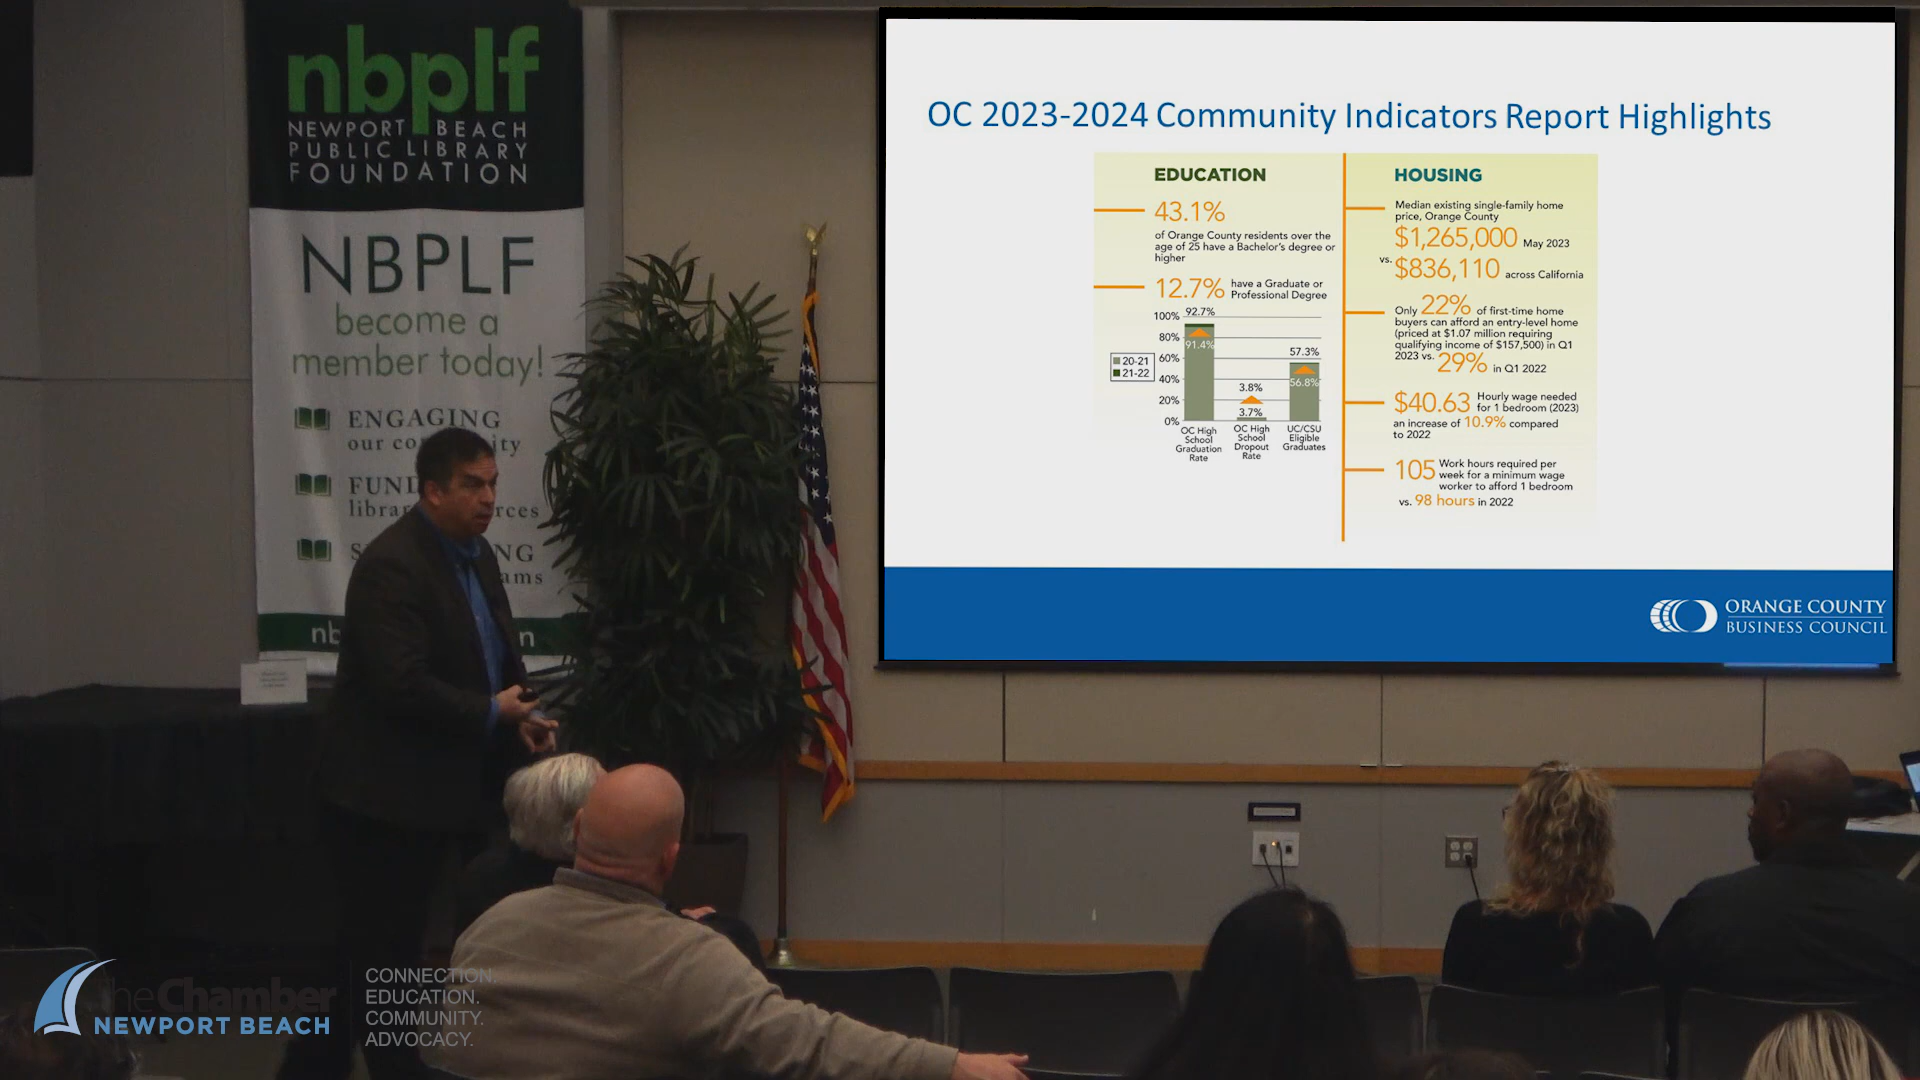 nbplf
NEWPORT BEACH
PUBLIC LIBRARY
FOUNDATION
NBPLF
become a
member today!
ENGAGING
our co ity
FUND
librar rces
S NG
ams
nb n
OC 2023-2024 Community Indicators Report Highlights
EDUCATION
43.1%
of Orange County residents over the
age of 25 have a Bachelor's degree or
higher
12.7% have a Graduate or
Professional Degree
100% 92.7%
80%
91.4%
60%
40%
20%
0%
20-21
21-22
3.8%
3.7%
57.3%
56.8%
OC High
School
Graduation
Rate
OC High
School
Dropout
Rate
UC/CSU
Eligible
Graduates
HOUSING
Median existing single-family home
price, Orange County
$1,265,000 May 2023
vs. $836,110 across California
Only 22% of first-time home
buyers can afford an entry-level home
(priced at $1.07 million requiring
qualifying income of $157,500) in Q1
2023 vs. 29% in Q1 2022
$40.63 Hourly wage needed
for 1 bedroom (2023)
an increase of 10.9% compared
to 2022
105 Work hours required per
week for a minimum wage
worker to afford 1 bedroom
vs. 98 hours in 2022
ORANGE COUNTY
BUSINESS COUNCIL
The Chamber
NEWPORT BEACH
CONNECTION.
EDUCATION.
COMMUNITY.
ADVOCACY.